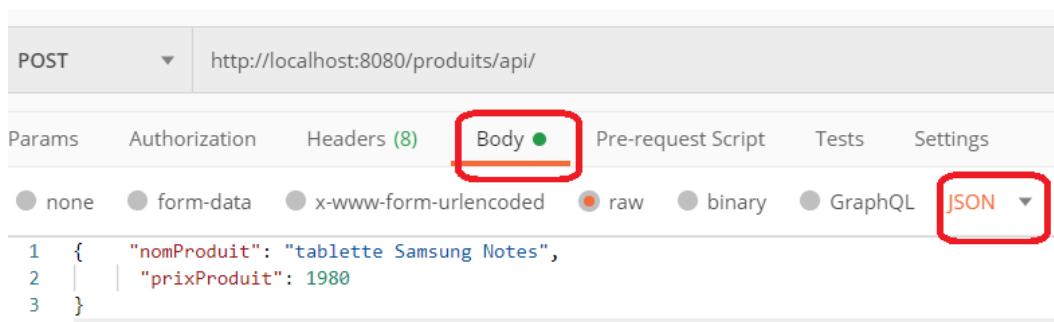 POST http://localhost:8080/produits/api/
Params Authorization Headers (8) Body Pre-request Script Tests Settings
none form-data x-www-form-urlencoded raw binary GraphQL JSON
1 { "nomProduit": "tablette Samsung Notes",
2 "prixProduit": 1980
3 }